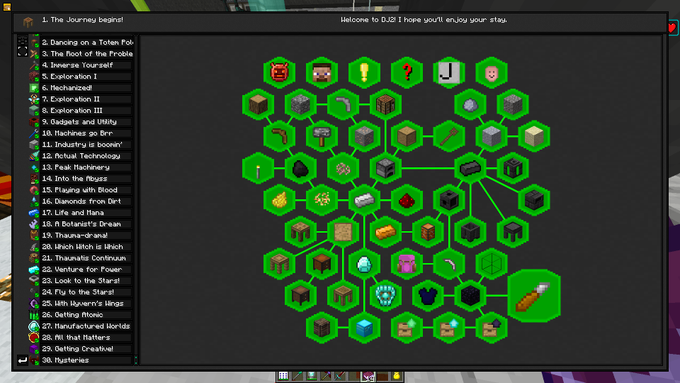 1. The Journey begins!
Welcome to DJ2! I hope you'll enjoy your stay.
2. Dancing on a Totem Pol
3. The Root of the Problem
4. Immerse Yourself
5. Exploration I
6. Mechanized!
7. Exploration II
8. Exploration III
9. Gadgets and Utility
10. Machines go Brr
11. Industry is boonin'
12. Actual Technology
13. Peak Machinery
14. Into the Abyss
15. Playing with Blood
16. Diamonds from Dirt
17. Life and Mana
18. A Botanist's Dream
19. Thauma-drama!
20. Which Witch is Which
21. Thaumatis Continuum
22. Venture for Power
23. Look to the Stars!
24. Fly to the Stars!
25. With Wyvern's Wings
26. Getting Atomic
27. Manufactured Worlds
28. All that Matters
29. Getting Creative!
30. Mysteries